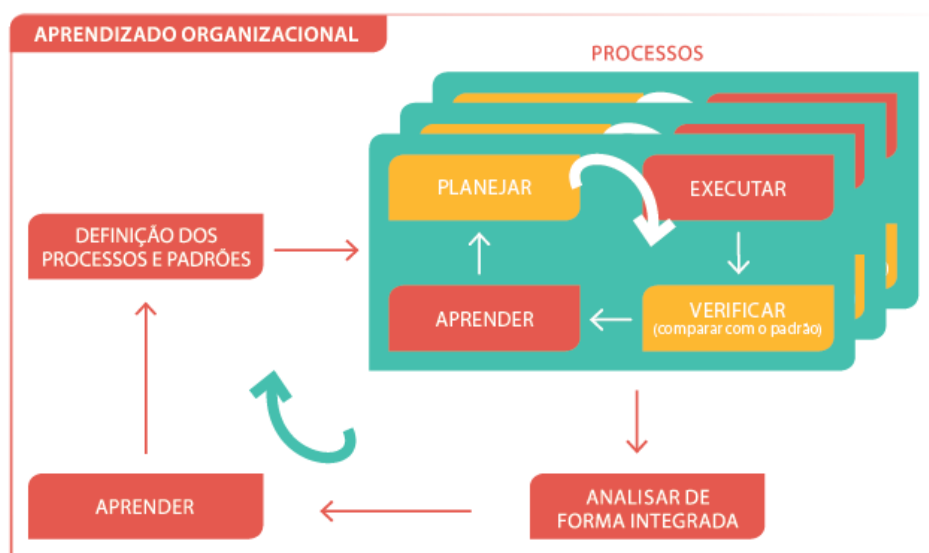 APRENDIZADO ORGANIZACIONAL
PROCESSOS
PLANEJAR
EXECUTAR
DEFINIÇÃO DOS
PROCESSOS E PADRÕES
APRENDER
VERIFICAR
(comparar com o padrão)
APRENDER
ANALISAR DE
FORMA INTEGRADA